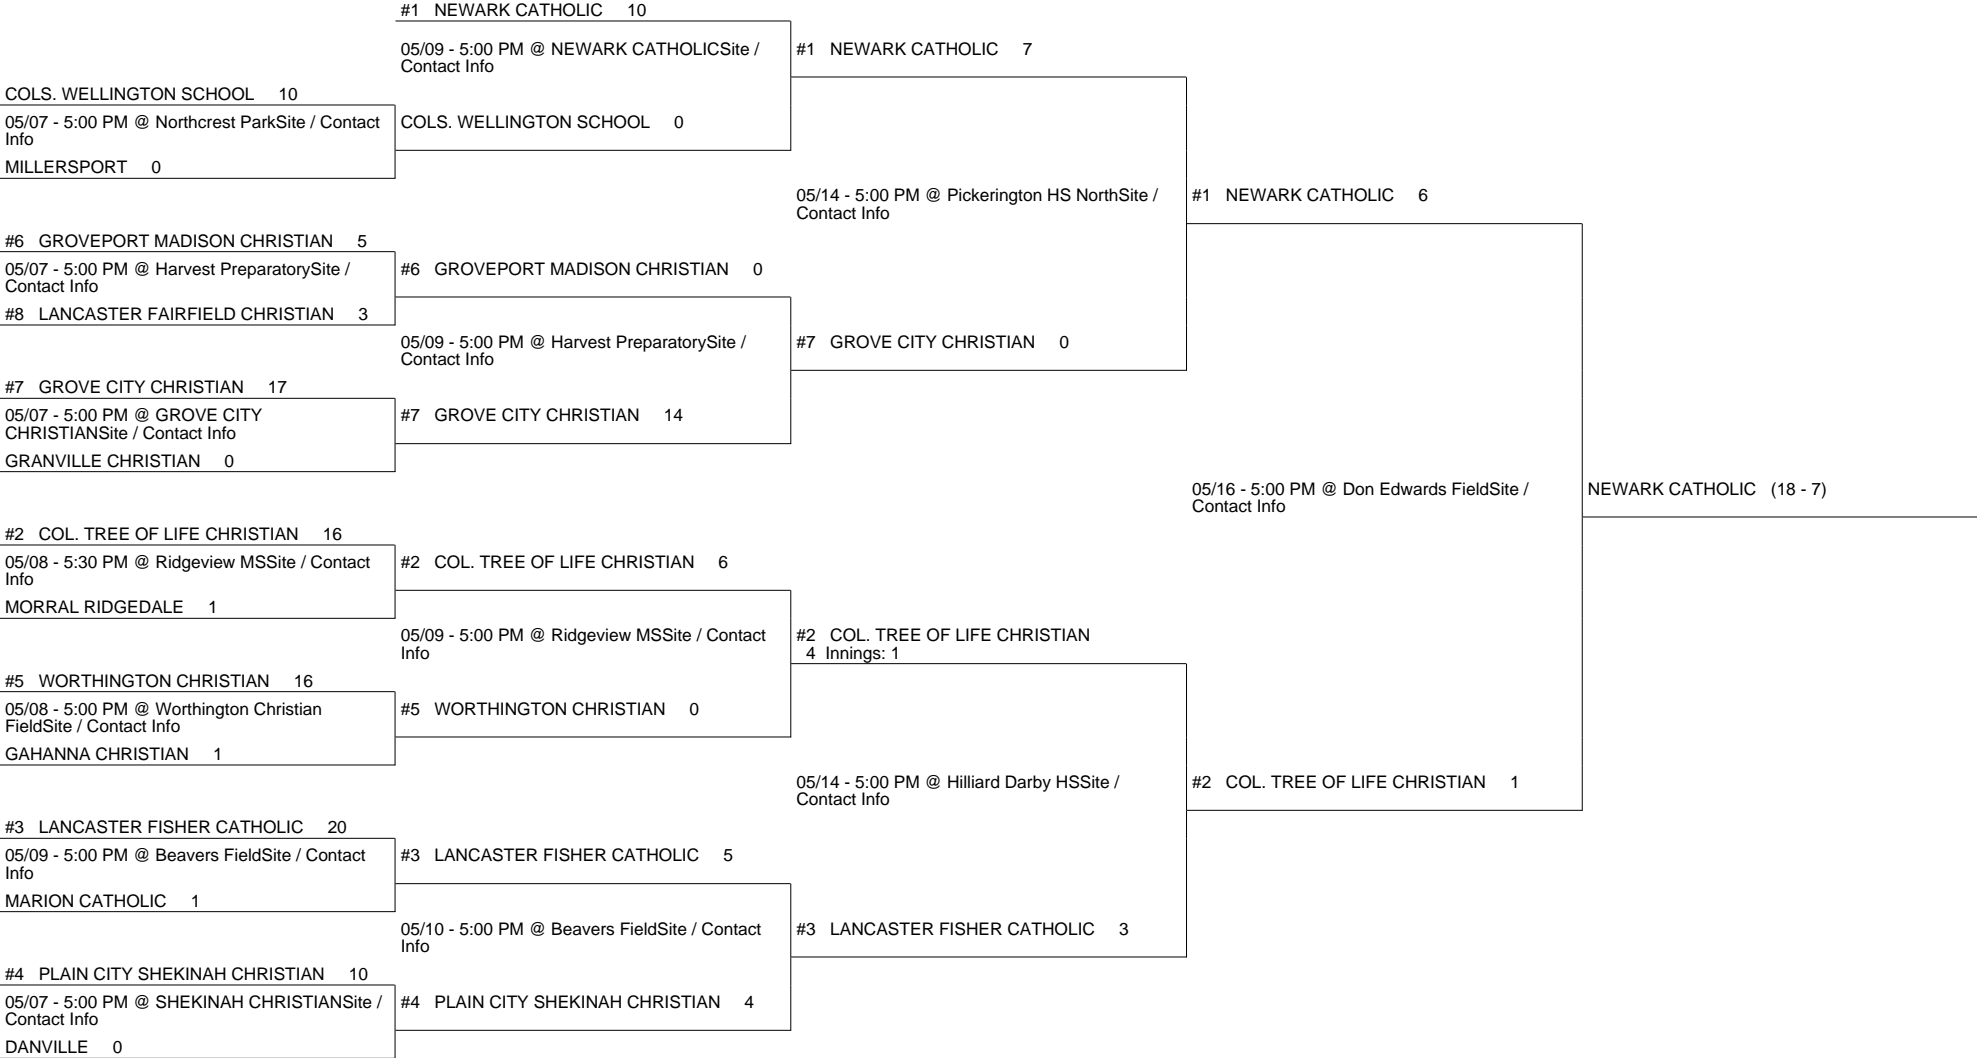 #1 NEWARK CATHOLIC 10
05/09 - 5:00 PM @ NEWARK CATHOLICSite /
Contact Info
#1 NEWARK CATHOLIC 7
COLS. WELLINGTON SCHOOL 10
05/07 - 5:00 PM @ Northcrest ParkSite / Contact
Info
COLS. WELLINGTON SCHOOL 0
MILLERSPORT 0
05/14 - 5:00 PM @ Pickerington HS NorthSite /
Contact Info
#1 NEWARK CATHOLIC 6
#6 GROVEPORT MADISON CHRISTIAN 5
05/07 - 5:00 PM @ Harvest PreparatorySite /
Contact Info
#6 GROVEPORT MADISON CHRISTIAN 0
#8 LANCASTER FAIRFIELD CHRISTIAN 3
05/09 - 5:00 PM @ Harvest PreparatorySite /
Contact Info
#7 GROVE CITY CHRISTIAN 0
#7 GROVE CITY CHRISTIAN 17
05/07 - 5:00 PM @ GROVE CITY
CHRISTIANSite / Contact Info
#7 GROVE CITY CHRISTIAN 14
GRANVILLE CHRISTIAN 0
05/16 - 5:00 PM @ Don Edwards FieldSite /
Contact Info
NEWARK CATHOLIC (18 - 7)
#2 COL. TREE OF LIFE CHRISTIAN 16
05/08 - 5:30 PM @ Ridgeview MSSite / Contact
Info
#2 COL. TREE OF LIFE CHRISTIAN 6
MORRAL RIDGEDALE 1
05/09 - 5:00 PM @ Ridgeview MSSite / Contact
Info
#2 COL. TREE OF LIFE CHRISTIAN
4 Innings: 1
#5 WORTHINGTON CHRISTIAN 16
05/08 - 5:00 PM @ Worthington Christian
FieldSite / Contact Info
#5 WORTHINGTON CHRISTIAN 0
GAHANNA CHRISTIAN 1
05/14 - 5:00 PM @ Hilliard Darby HSSite /
Contact Info
#2 COL. TREE OF LIFE CHRISTIAN 1
#3 LANCASTER FISHER CATHOLIC 20
05/09 - 5:00 PM @ Beavers FieldSite / Contact
Info
#3 LANCASTER FISHER CATHOLIC 5
MARION CATHOLIC 1
05/10 - 5:00 PM @ Beavers FieldSite / Contact
Info
#3 LANCASTER FISHER CATHOLIC 3
#4 PLAIN CITY SHEKINAH CHRISTIAN 10
05/07 - 5:00 PM @ SHEKINAH CHRISTIANSite /
Contact Info
#4 PLAIN CITY SHEKINAH CHRISTIAN 4
DANVILLE 0